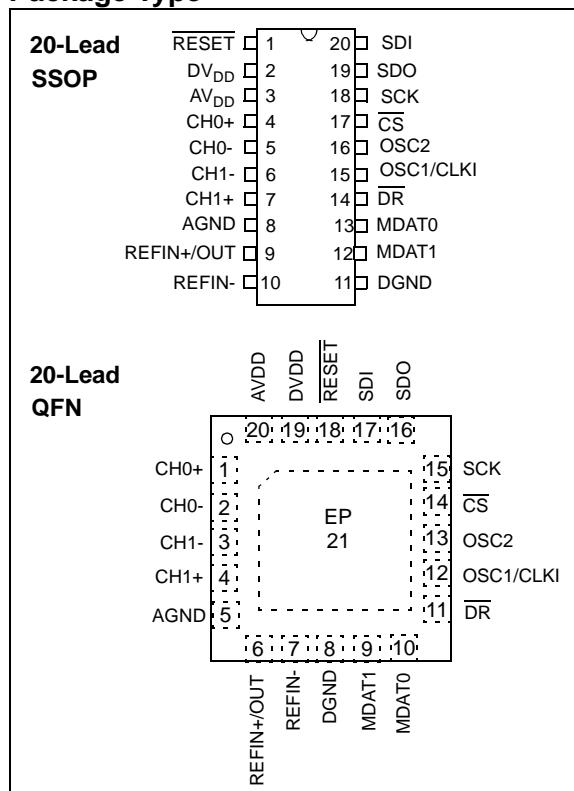 Package Type
20-Lead
SSOP
RESET 1 20 SDI
DVDD 2 19 SDO
AVDD 3 18 SCK
CH0+ 4 17 CS
CH0- 5 16 OSC2
CH1- 6 15 OSC1/CLKI
CH1+ 7 14 DR
AGND 8 13 MDAT0
REFIN+/OUT 9 12 MDAT1
REFIN- 10 11 DGND
20-Lead
QFN
AVDD DVDD RESET SDI SDO
20 19 18 17 16
CH0+ 1 15 SCK
CH0- 2 14 CS
EP
21
CH1- 3 13 OSC2
CH1+ 4 12 OSC1/CLKI
AGND 5 11 DR
6 7 8 9 10
REFIN+/OUT REFIN- DGND MDAT1 MDAT0